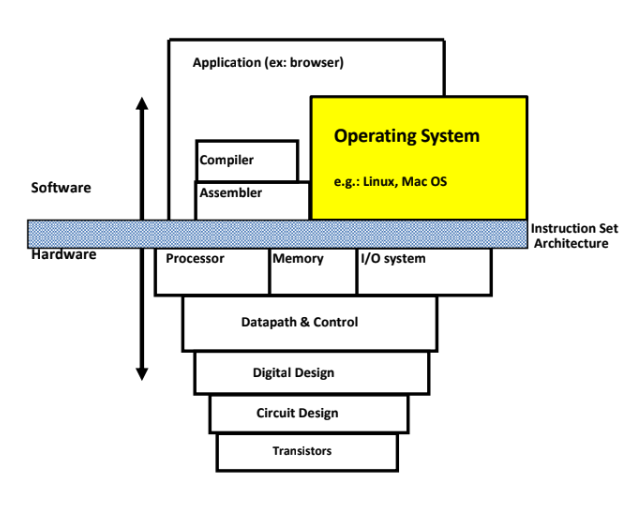 Application (ex: browser)
Operating System
e.g.: Linux, Mac OS
Compiler
Assembler
Software
Instruction Set
Architecture
Hardware
Processor
Memory
I/O system
Datapath & Control
Digital Design
Circuit Design
Transistors